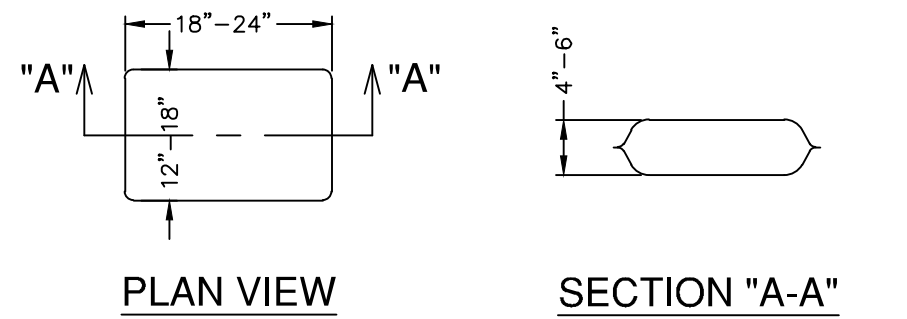 18”–24”
"A" "A"
12”–18”
PLAN VIEW
4”–6”
SECTION "A-A"